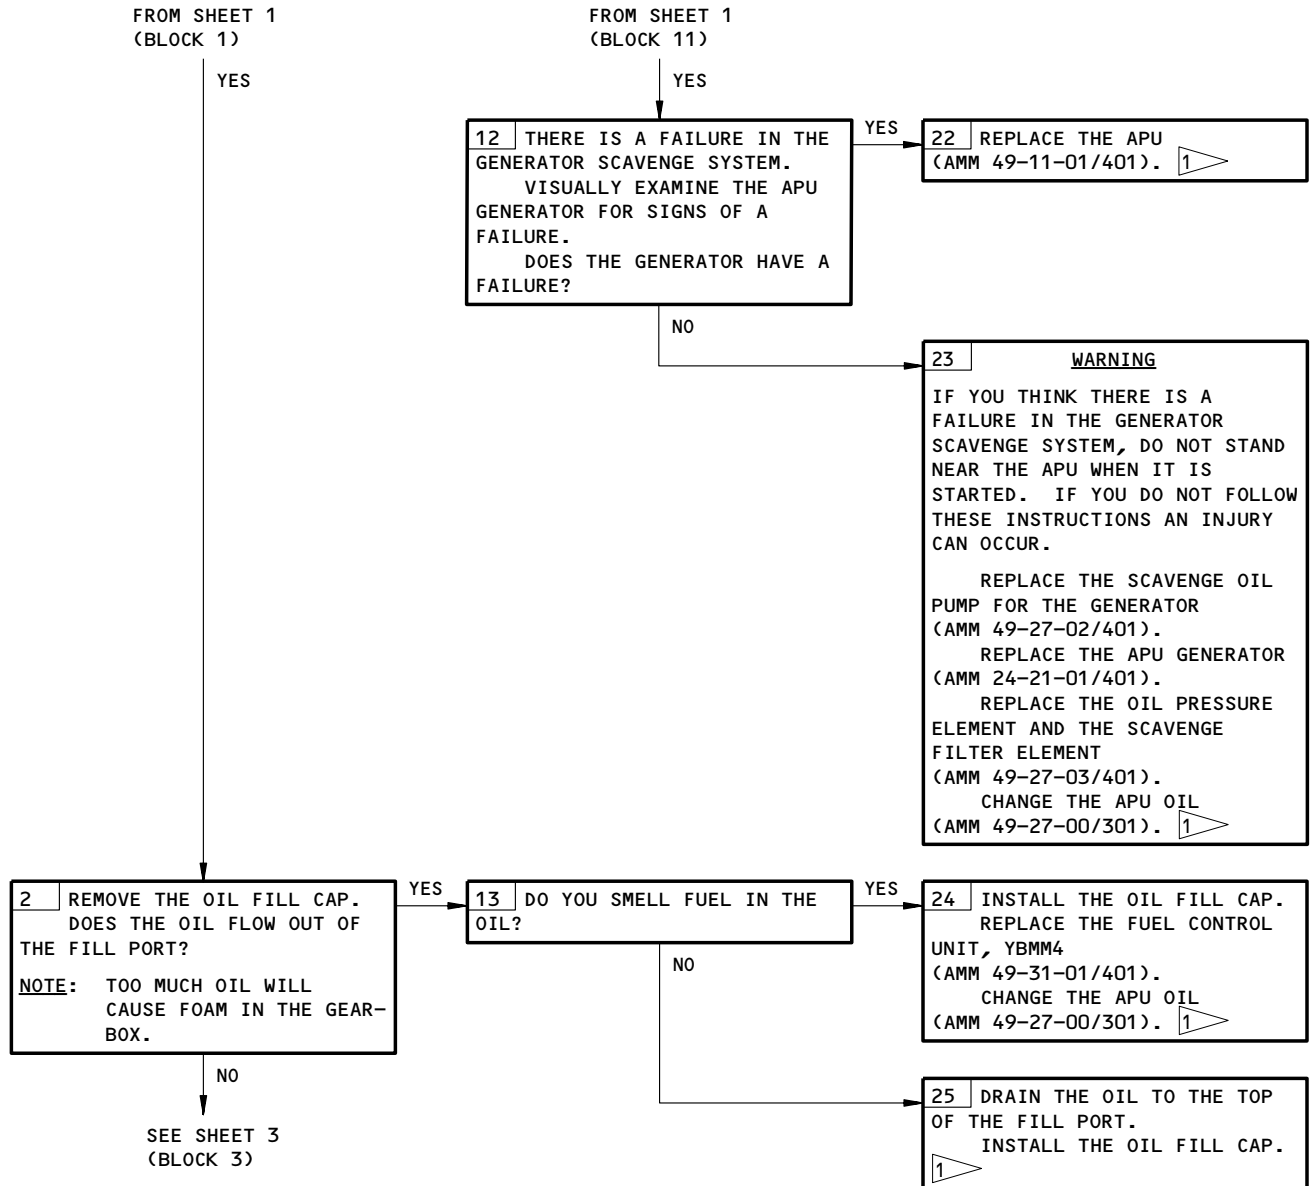 FROM SHEET 1
(BLOCK 1)
YES
FROM SHEET 1
(BLOCK 11)
YES
12 THERE IS A FAILURE IN THE
GENERATOR SCAVENGE SYSTEM.
VISUALLY EXAMINE THE APU
GENERATOR FOR SIGNS OF A
FAILURE.
DOES THE GENERATOR HAVE A
FAILURE?
YES
22 REPLACE THE APU
(AMM 49-11-01/401). 1
NO
23 WARNING
IF YOU THINK THERE IS A
FAILURE IN THE GENERATOR
SCAVENGE SYSTEM, DO NOT STAND
NEAR THE APU WHEN IT IS
STARTED. IF YOU DO NOT FOLLOW
THESE INSTRUCTIONS AN INJURY
CAN OCCUR.
REPLACE THE SCAVENGE OIL
PUMP FOR THE GENERATOR
(AMM 49-27-02/401).
REPLACE THE APU GENERATOR
(AMM 24-21-01/401).
REPLACE THE OIL PRESSURE
ELEMENT AND THE SCAVENGE
FILTER ELEMENT
(AMM 49-27-03/401).
CHANGE THE APU OIL
(AMM 49-27-00/301). 1
2 REMOVE THE OIL FILL CAP.
DOES THE OIL FLOW OUT OF
THE FILL PORT?
NOTE: TOO MUCH OIL WILL
CAUSE FOAM IN THE GEAR-
BOX.
YES
13 DO YOU SMELL FUEL IN THE
OIL?
YES
24 INSTALL THE OIL FILL CAP.
REPLACE THE FUEL CONTROL
UNIT, YBMM4
(AMM 49-31-01/401).
CHANGE THE APU OIL
(AMM 49-27-00/301). 1
NO
25 DRAIN THE OIL TO THE TOP
OF THE FILL PORT.
INSTALL THE OIL FILL CAP.
1
NO
SEE SHEET 3
(BLOCK 3)